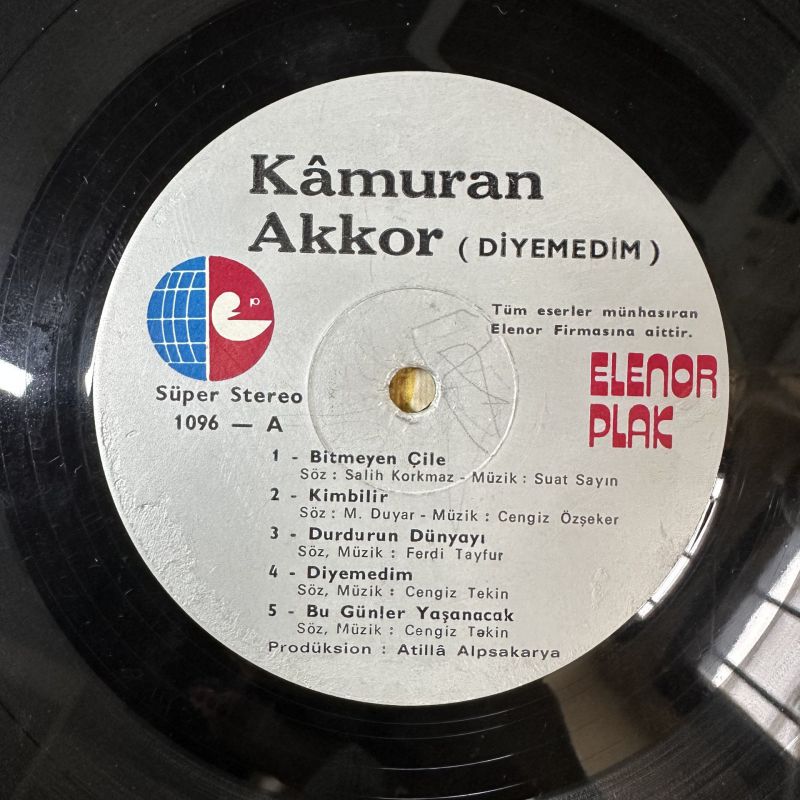 Kâmuran
Akkor ( DİYEMEDİM )
Tüm eserler münhasıran
Elenor Firmasına aittir.
ELENOR
PLAK
Süper Stereo
1096 — A
1 - Bitmeyen Çile
Söz : Salih Korkmaz - Müzik : Suat Sayın
2 - Kimbilir
Söz : M. Duyar - Müzik : Cengiz Özşeker
3 - Durdurun Dünyayı
Söz, Müzik : Ferdi Tayfur
4 - Diyemedim
Söz, Müzik : Cengiz Tekin
5 - Bu Günler Yaşanacak
Söz, Müzik : Cengiz Tekin
Prodüksion : Atillâ Alpsakarya